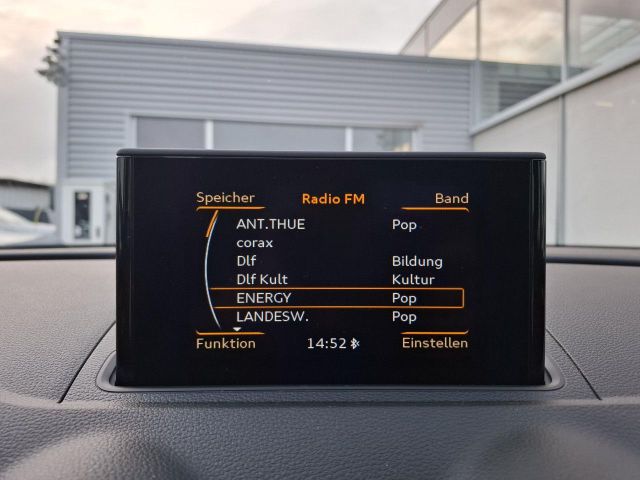 Speicher Radio FM Band
ANT.THUE Pop
corax
Dlf Bildung
Dlf Kult Kultur
ENERGY Pop
LANDESW. Pop
Funktion 14:52 Einstellen